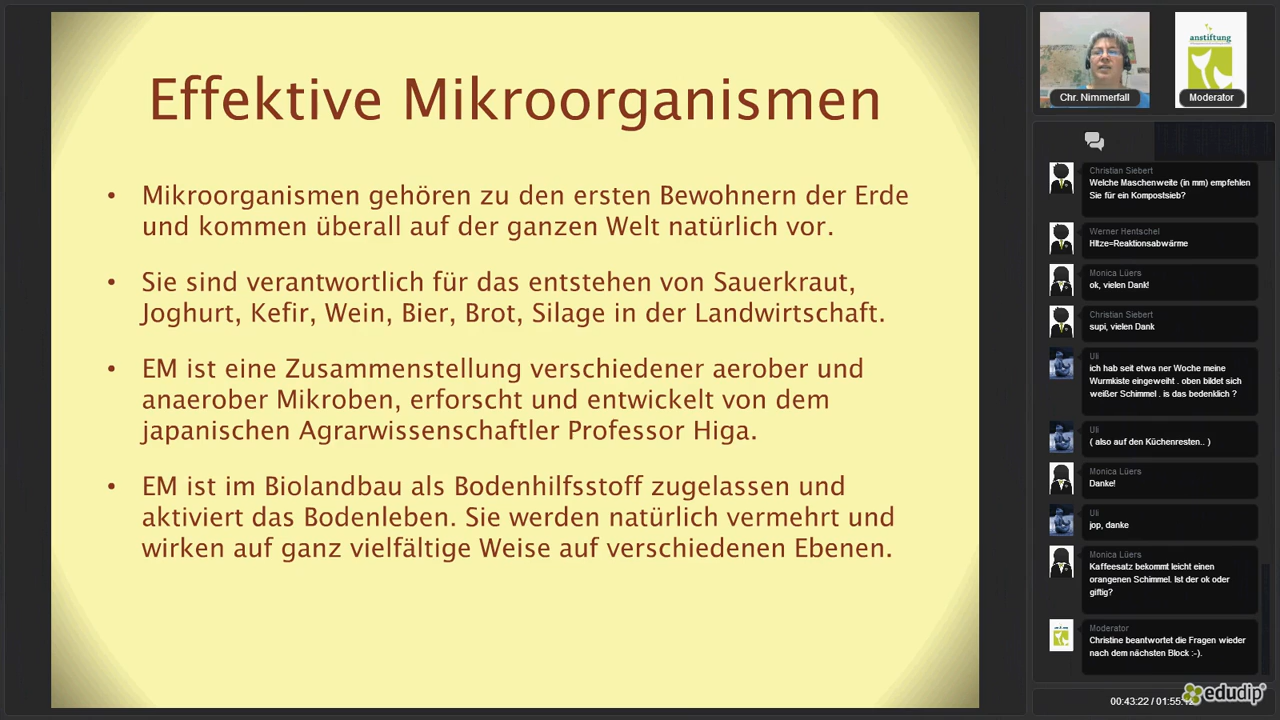 Effektive Mikroorganismen
• Mikroorganismen gehören zu den ersten Bewohnern der Erde
und kommen überall auf der ganzen Welt natürlich vor.
• Sie sind verantwortlich für das entstehen von Sauerkraut,
Joghurt, Kefir, Wein, Bier, Brot, Silage in der Landwirtschaft.
• EM ist eine Zusammenstellung verschiedener aerober und
anaerober Mikroben, erforscht und entwickelt von dem
japanischen Agrarwissenschaftler Professor Higa.
• EM ist im Biolandbau als Bodenhilfsstoff zugelassen und
aktiviert das Bodenleben. Sie werden natürlich vermehrt und
wirken auf ganz vielfältige Weise auf verschiedenen Ebenen.
Chr. Nimmerfall
anstiftung
Moderator
Christian Siebert
Welche Maschenweite (in mm) empfehlen
Sie für ein Kompostsieb?
Werner Hentschel
HItze=Reaktionsabwärme
Monica Lüers
ok, vielen Dank!
Christian Siebert
supi, vielen Dank
Uli
ich hab seit etwa ner Woche meine
Wurmkiste eingeweiht . oben bildet sich
weißer Schimmel . is das bedenklich ?
Uli
( also auf den Küchenresten.. )
Monica Lüers
Danke!
Uli
jop, danke
Monica Lüers
Kaffeesatz bekommt leicht einen
orangenen Schimmel. Ist der ok oder
giftig?
Moderator
Christine beantwortet die Fragen wieder
nach dem nächsten Block :-).
00:43:22 /
edudip